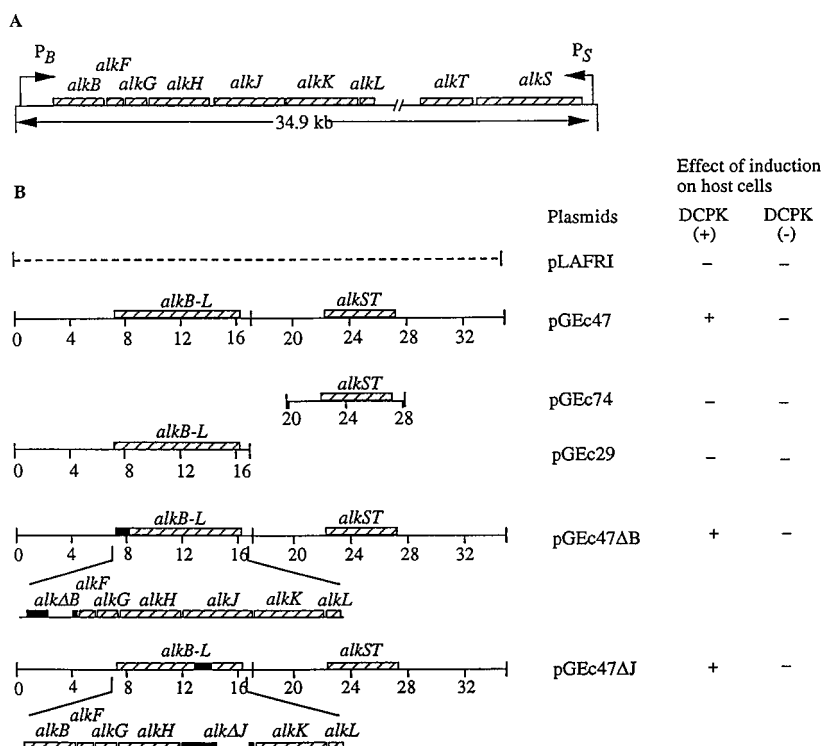 A
P_B
P_S
alkF
alkB alkG alkH alkJ alkK alkL alkT alkS
34.9 kb
Effect of induction
on host cells
B
Plasmids DCPK DCPK
(+) (-)
pLAFRI – –
alkB-L alkST
pGEc47 + –
0 4 8 12 16 20 24 28 32
alkST
pGEc74 – –
20 24 28
alkB-L
pGEc29 – –
0 4 8 12 16
alkB-L alkST
pGEc47ΔB + –
0 4 8 12 16 20 24 28 32
alkF
alkΔB alkG alkH alkJ alkK alkL
alkB-L alkST
pGEc47ΔJ + –
0 4 8 12 16 20 24 28 32
alkF
alkB alkG alkH alkΔJ alkK alkL